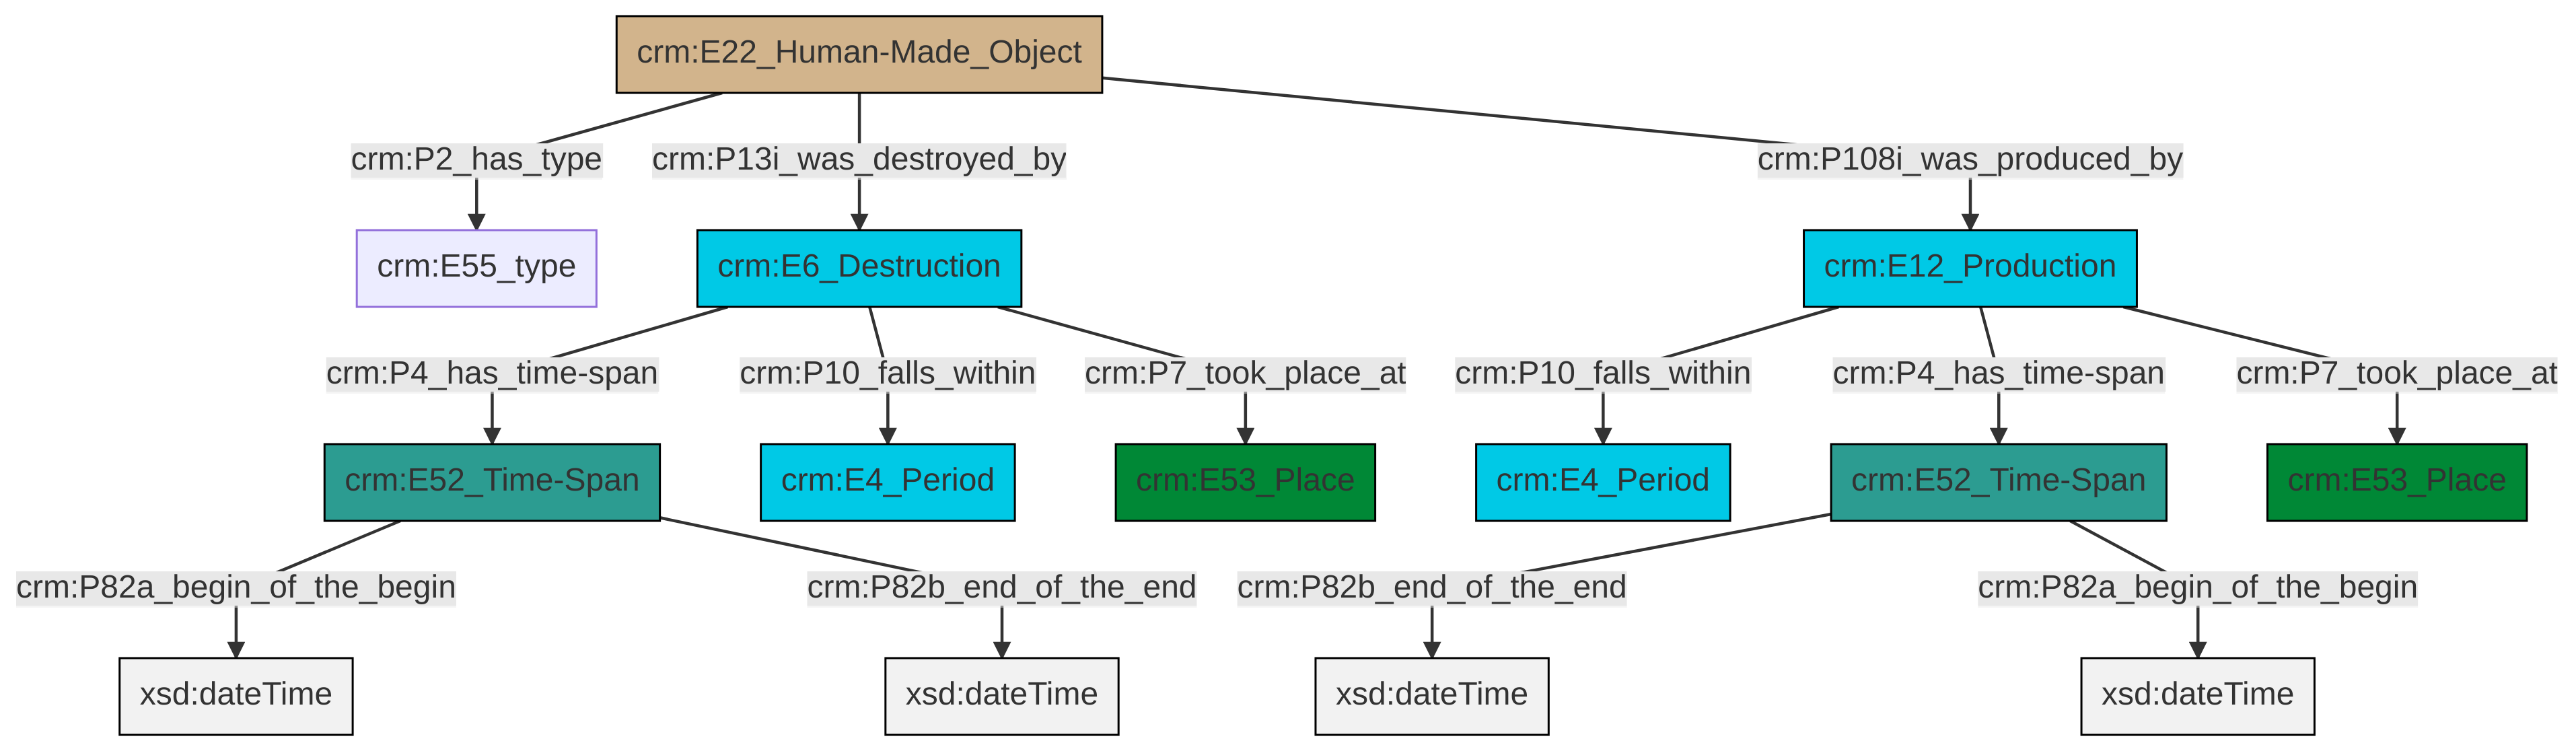 crm:E22_Human-Made_Object
crm:P2_has_type
crm:P13i_was_destroyed_by
crm:P108i_was_produced_by
crm:E55_type
crm:E6_Destruction
crm:E12_Production
crm:P4_has_time-span
crm:P10_falls_within
crm:P7_took_place_at
crm:P10_falls_within
crm:P4_has_time-span
crm:P7_took_place_at
crm:E52_Time-Span
crm:E4_Period
crm:E53_Place
crm:E4_Period
crm:E52_Time-Span
crm:E53_Place
crm:P82a_begin_of_the_begin
crm:P82b_end_of_the_end
crm:P82b_end_of_the_end
crm:P82a_begin_of_the_begin
xsd:dateTime
xsd:dateTime
xsd:dateTime
xsd:dateTime